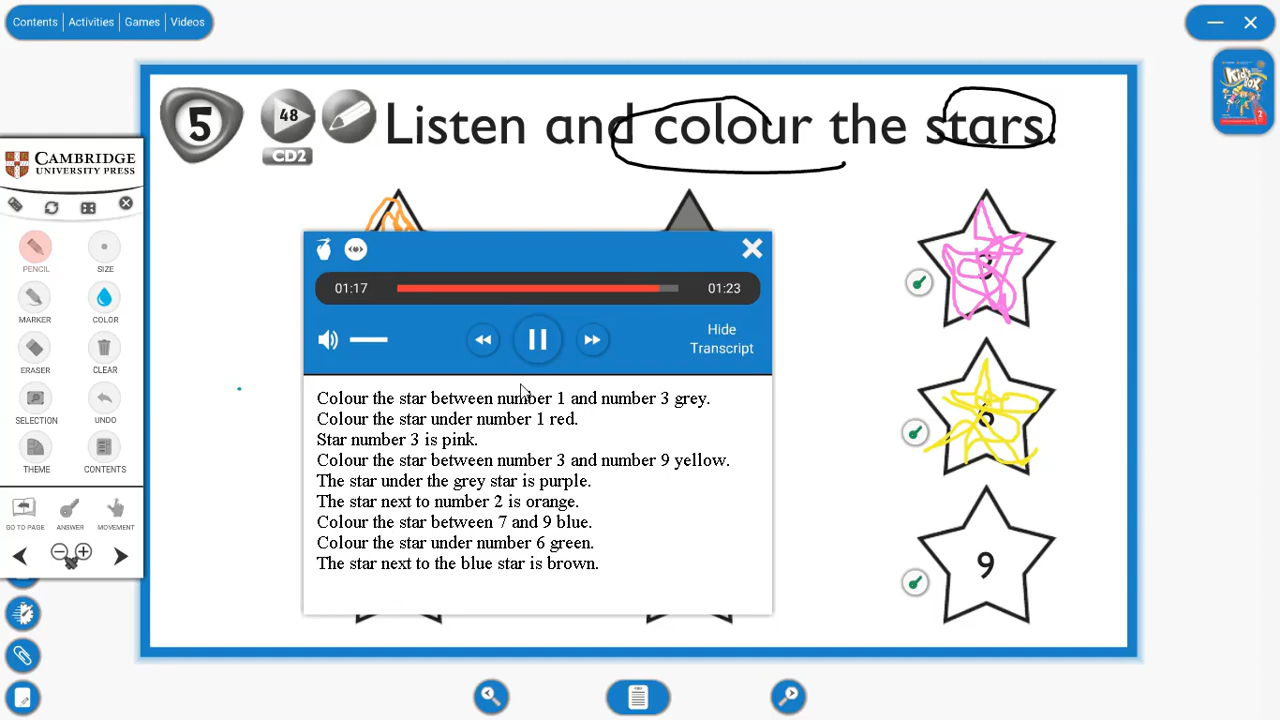 Contents Activities Games Videos
5 48 Listen and colour the stars.
CD2
CAMBRIDGE
UNIVERSITY PRESS
PENCIL SIZE
MARKER COLOR
ERASER CLEAR
SELECTION UNDO
THEME CONTENTS
GO TO PAGE ANSWER MOVEMENT
01:17 01:23
Hide
Transcript
Colour the star between number 1 and number 3 grey.
Colour the star under number 1 red.
Star number 3 is pink.
Colour the star between number 3 and number 9 yellow.
The star under the grey star is purple.
The star next to number 2 is orange.
Colour the star between 7 and 9 blue.
Colour the star under number 6 green.
The star next to the blue star is brown.
9